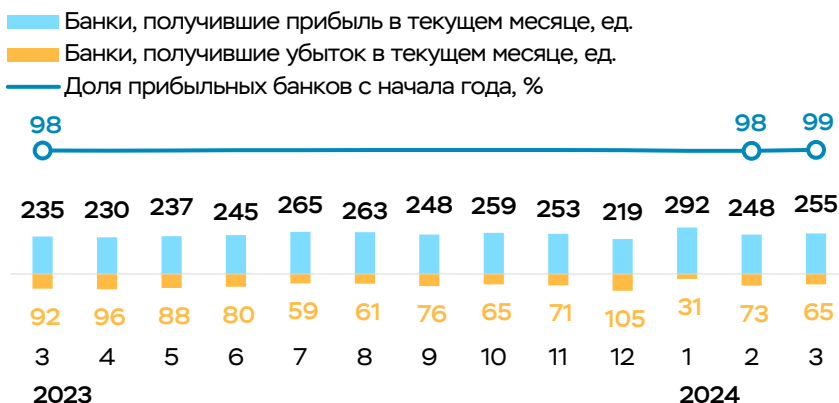 Банки, получившие прибыль в текущем месяце, ед.
Банки, получившие убыток в текущем месяце, ед.
Доля прибыльных банков с начала года, %
98 98 99
235 230 237 245 265 263 248 259 253 219 292 248 255
92 96 88 80 59 61 76 65 71 105 31 73 65
3 4 5 6 7 8 9 10 11 12 1 2 3
2023 2024